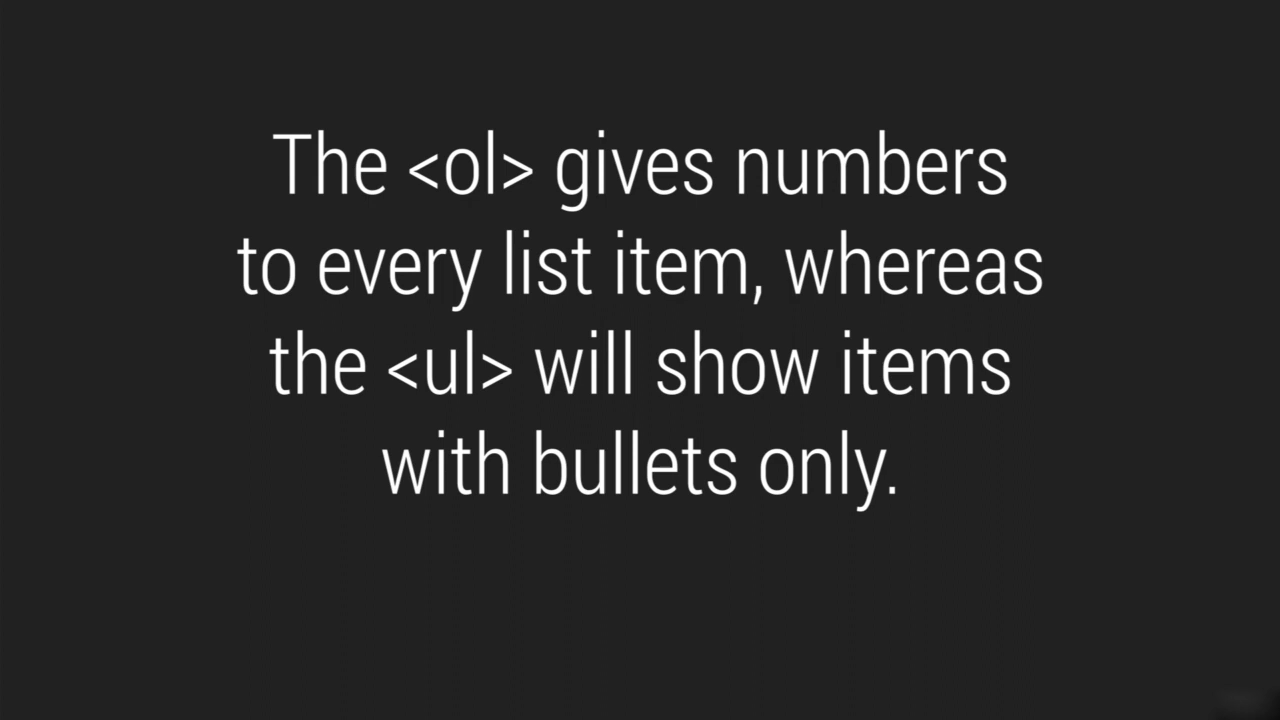 The <ol> gives numbers
to every list item, whereas
the <ul> will show items
with bullets only.